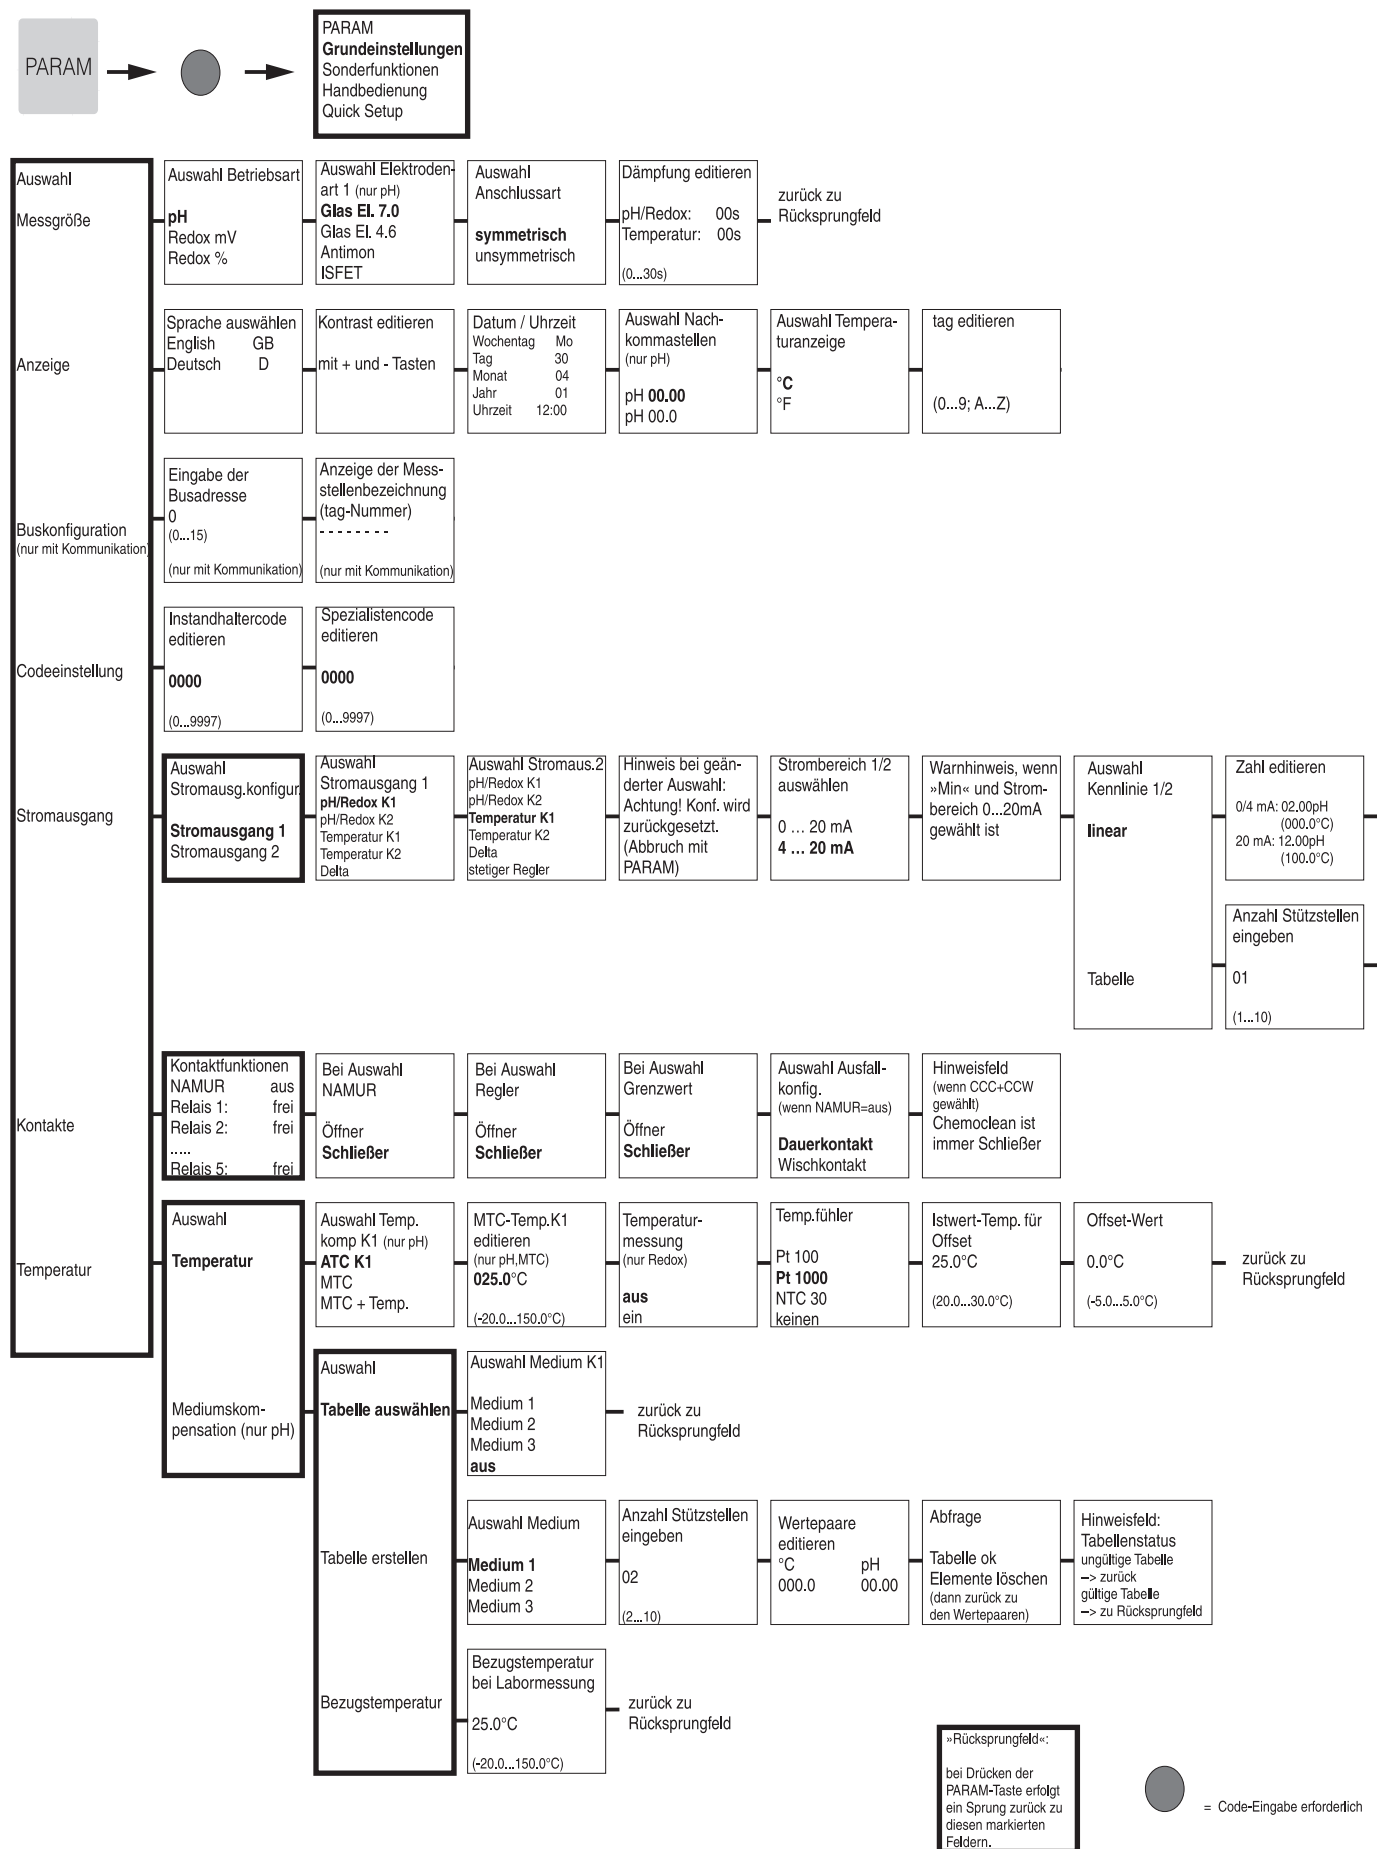 PARAM
PARAM
Grundeinstellungen
Sonderfunktionen
Handbedienung
Quick Setup
Auswahl
Messgröße
Auswahl Betriebsart
pH
Redox mV
Redox %
Auswahl Elektroden-
art 1 (nur pH)
Glas El. 7.0
Glas El. 4.6
Antimon
ISFET
Auswahl
Anschlussart
symmetrisch
unsymmetrisch
Dämpfung editieren
pH/Redox: 00s
Temperatur: 00s
(0...30s)
zurück zu
Rücksprungfeld
Anzeige
Sprache auswählen
English GB
Deutsch D
Kontrast editieren
mit + und - Tasten
Datum / Uhrzeit
Wochentag Mo
Tag 30
Monat 04
Jahr 01
Uhrzeit 12:00
Auswahl Nach-
kommastellen
(nur pH)
pH 00.00
pH 00.0
Auswahl Tempera-
turanzeige
°C
°F
tag editieren
(0...9; A...Z)
Buskonfiguration
(nur mit Kommunikation)
Eingabe der
Busadresse
0
(0...15)
(nur mit Kommunikation)
Anzeige der Mess-
stellenbezeichnung
(tag-Nummer)
- - - - - - - -
(nur mit Kommunikation)
Codeeinstellung
Instandhaltercode
editieren
0000
(0...9997)
Spezialistencode
editieren
0000
(0...9997)
Stromausgang
Auswahl
Stromausg.konfigur.
Stromausgang 1
Stromausgang 2
Auswahl
Stromausgang 1
pH/Redox K1
pH/Redox K2
Temperatur K1
Temperatur K2
Delta
Auswahl Stromaus.2
pH/Redox K1
pH/Redox K2
Temperatur K1
Temperatur K2
Delta
stetiger Regler
Hinweis bei geän-
derter Auswahl:
Achtung! Konf. wird
zurückgesetzt.
(Abbruch mit
PARAM)
Strombereich 1/2
auswählen
0 ... 20 mA
4 ... 20 mA
Warnhinweis, wenn
»Min« und Strom-
bereich 0...20mA
gewählt ist
Auswahl
Kennlinie 1/2
linear
Tabelle
Zahl editieren
0/4 mA: 02.00pH
(000.0°C)
20 mA: 12.00pH
(100.0°C)
Anzahl Stützstellen
eingeben
01
(1...10)
Kontakte
Kontaktfunktionen
NAMUR aus
Relais 1: frei
Relais 2: frei
.....
Relais 5: frei
Bei Auswahl
NAMUR
Öffner
Schließer
Bei Auswahl
Regler
Öffner
Schließer
Bei Auswahl
Grenzwert
Öffner
Schließer
Auswahl Ausfall-
konfig.
(wenn NAMUR=aus)
Dauerkontakt
Wischkontakt
Hinweisfeld
(wenn CCC+CCW
gewählt)
Chemoclean ist
immer Schließer
Temperatur
Auswahl
Temperatur
Mediumskom-
pensation (nur pH)
Auswahl Temp.
komp K1 (nur pH)
ATC K1
MTC
MTC + Temp.
MTC-Temp.K1
editieren
(nur pH,MTC)
025.0°C
(-20.0...150.0°C)
Temperatur-
messung
(nur Redox)
aus
ein
Temp.fühler
Pt 100
Pt 1000
NTC 30
keinen
Istwert-Temp. für
Offset
25.0°C
(20.0...30.0°C)
Offset-Wert
0.0°C
(-5.0...5.0°C)
zurück zu
Rücksprungfeld
Auswahl
Tabelle auswählen
Auswahl Medium K1
Medium 1
Medium 2
Medium 3
aus
zurück zu
Rücksprungfeld
Tabelle erstellen
Auswahl Medium
Medium 1
Medium 2
Medium 3
Anzahl Stützstellen
eingeben
02
(2...10)
Wertepaare
editieren
°C pH
000.0 00.00
Abfrage
Tabelle ok
Elemente löschen
(dann zurück zu
den Wertepaaren)
Hinweisfeld:
Tabellenstatus
ungültige Tabelle
–> zurück
gültige Tabelle
–> zu Rücksprungfeld
Bezugstemperatur
Bezugstemperatur
bei Labormessung
25.0°C
(-20.0...150.0°C)
zurück zu
Rücksprungfeld
»Rücksprungfeld«:
bei Drücken der
PARAM-Taste erfolgt
ein Sprung zurück zu
diesen markierten
Feldern.
= Code-Eingabe erforderlich